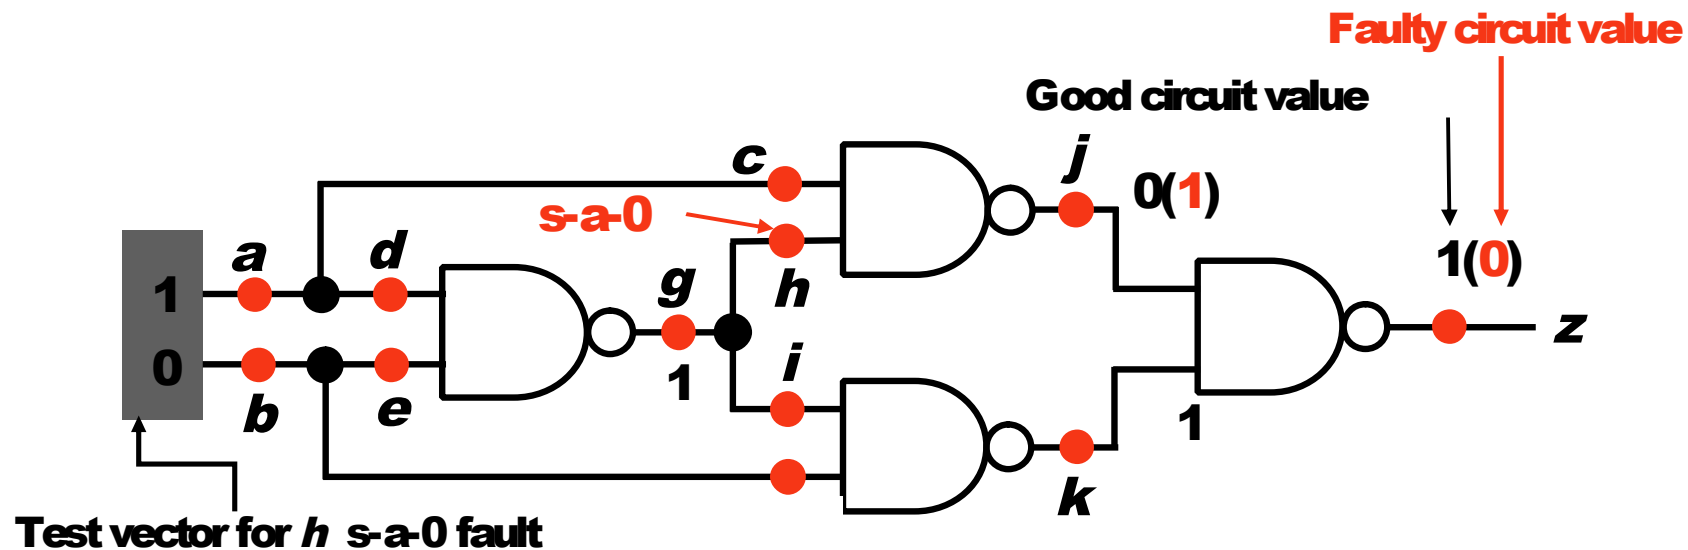 Faulty circuit value
Good circuit value
j
c
0(1)
s-a-0
a
d
1(0)
g
h
1
z
0
i
1
b
e
1
k
Test vector for h s-a-0 fault